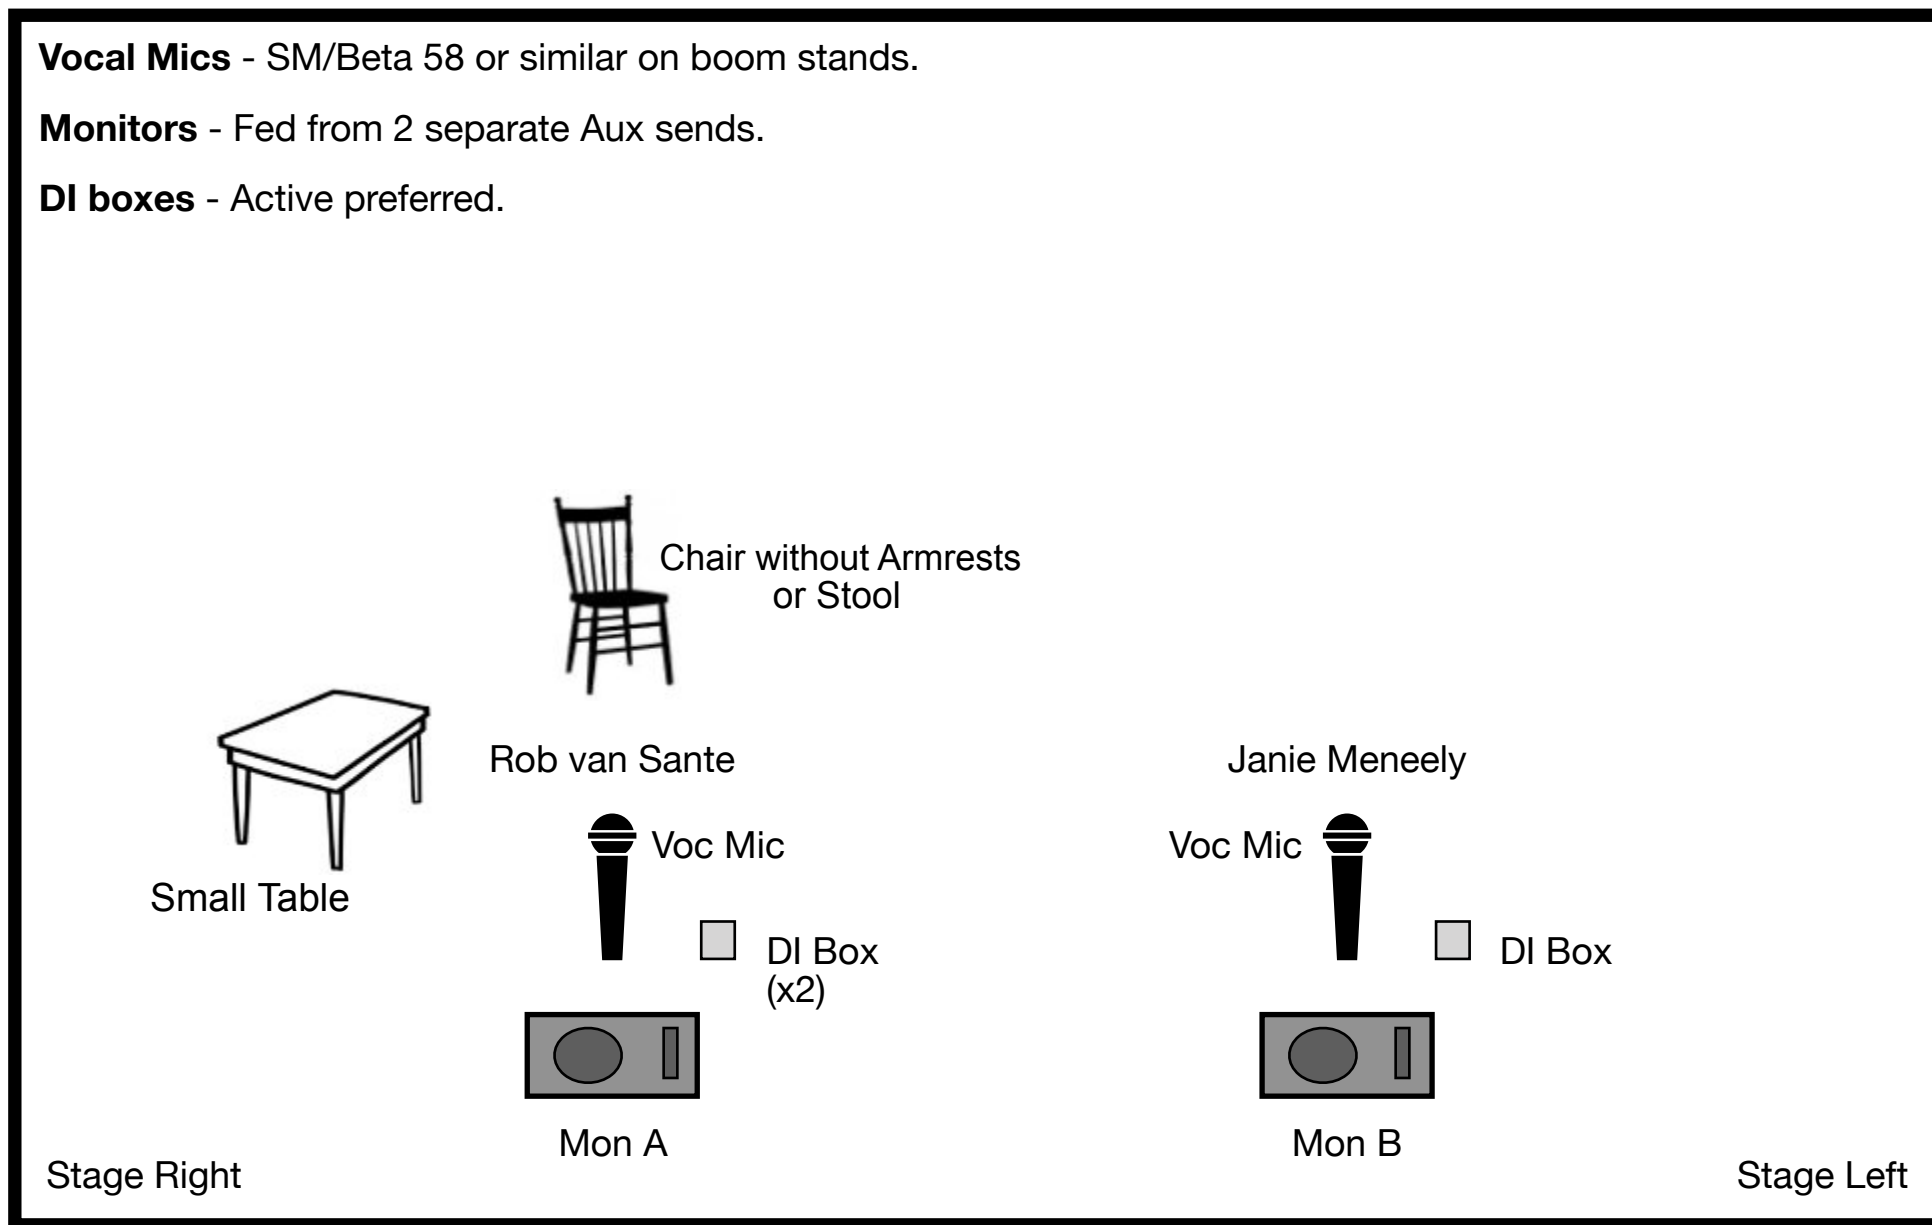 Vocal Mics - SM/Beta 58 or similar on boom stands.
Monitors - Fed from 2 separate Aux sends.
DI boxes - Active preferred.
Chair without Armrests
or Stool
Rob van Sante
Janie Meneely
Voc Mic
Voc Mic
Small Table
DI Box
(x2)
DI Box
Mon A
Mon B
Stage Right
Stage Left